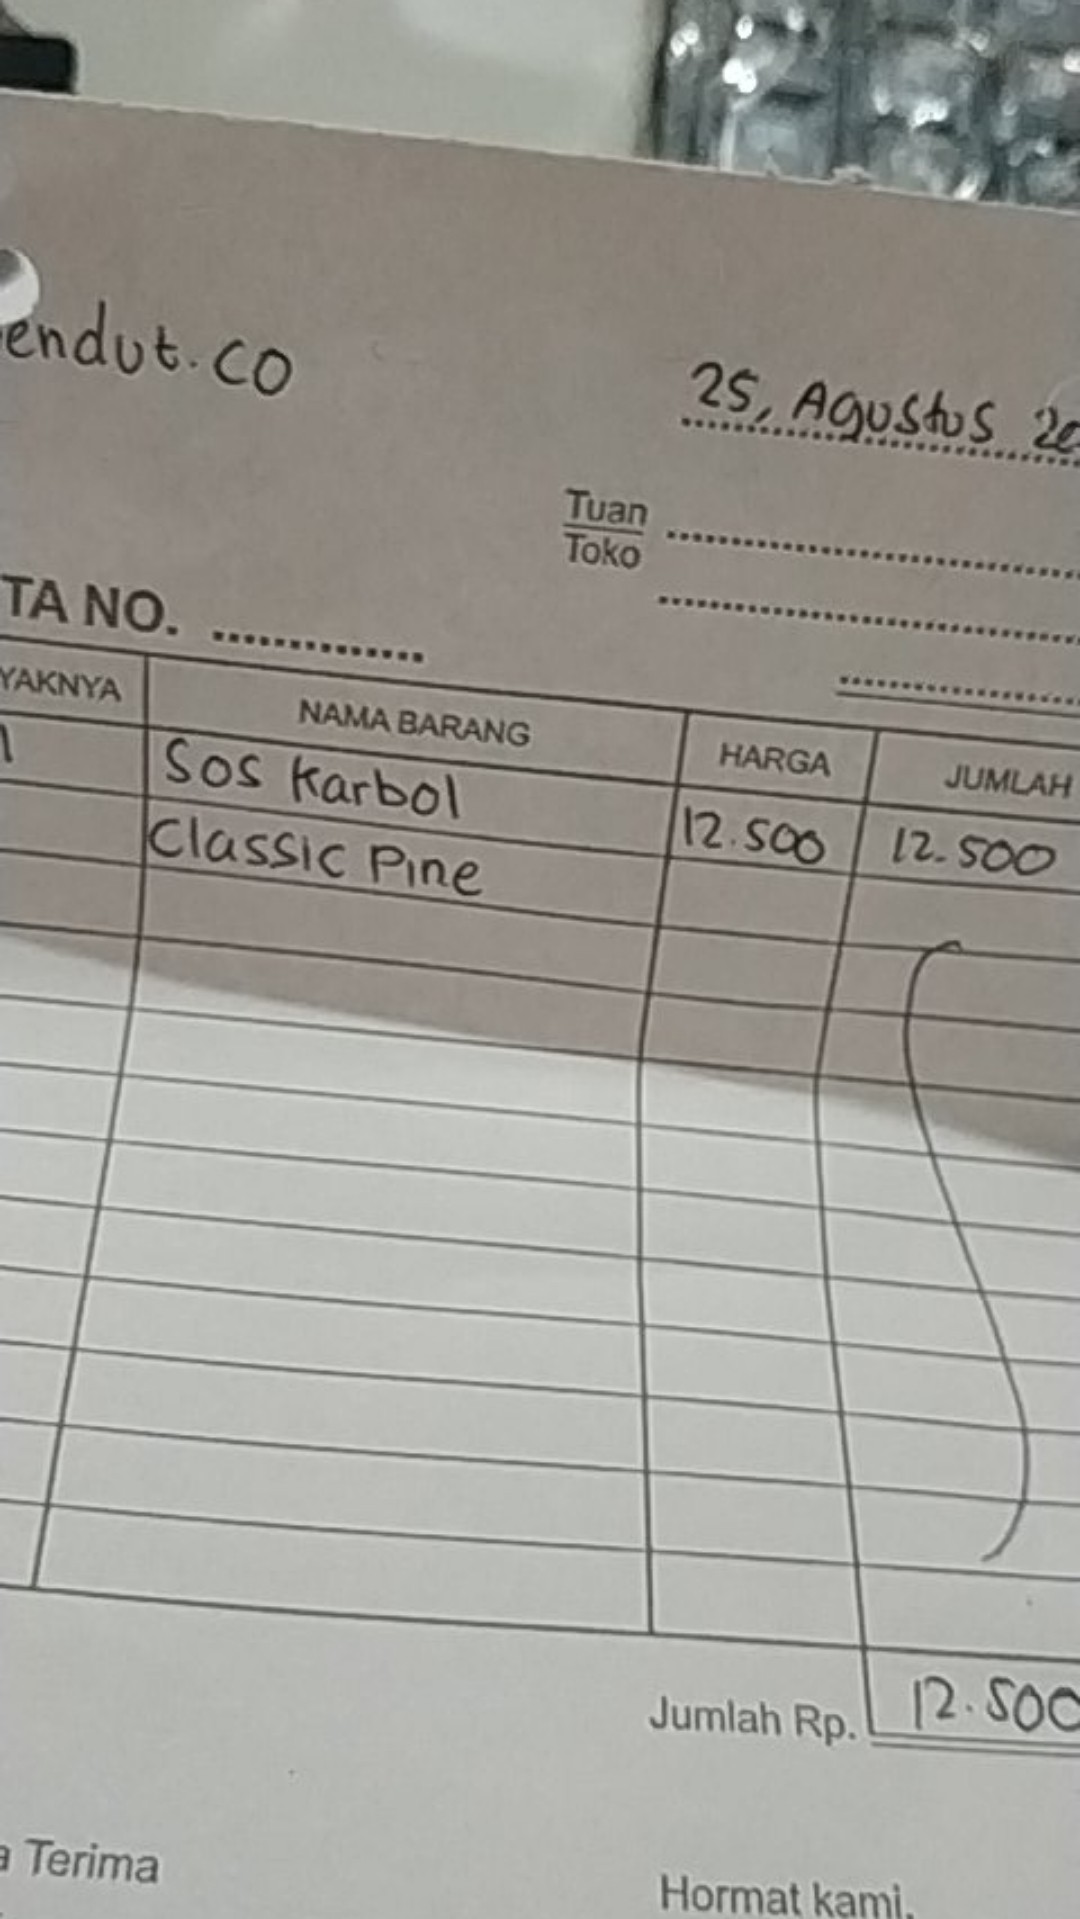 endut.co
25, Agustus 20
Tuan
Toko
TA NO.
YAKNYA NAMA BARANG HARGA JUMLAH
1 Sos Karbol 12.500 12.500
Classic Pine
Jumlah Rp. 12.500
a Terima
Hormat kami,